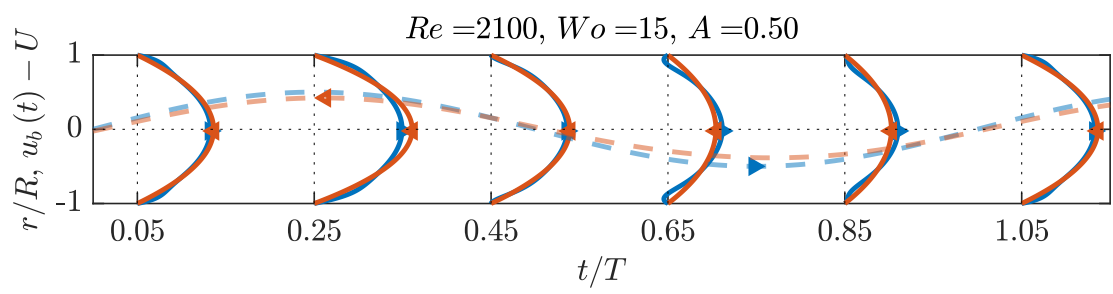 Re =2100, Wo =15, A =0.50
r/R, u_b (t) − U
1
0
-1
0.05 0.25 0.45 0.65 0.85 1.05
t/T